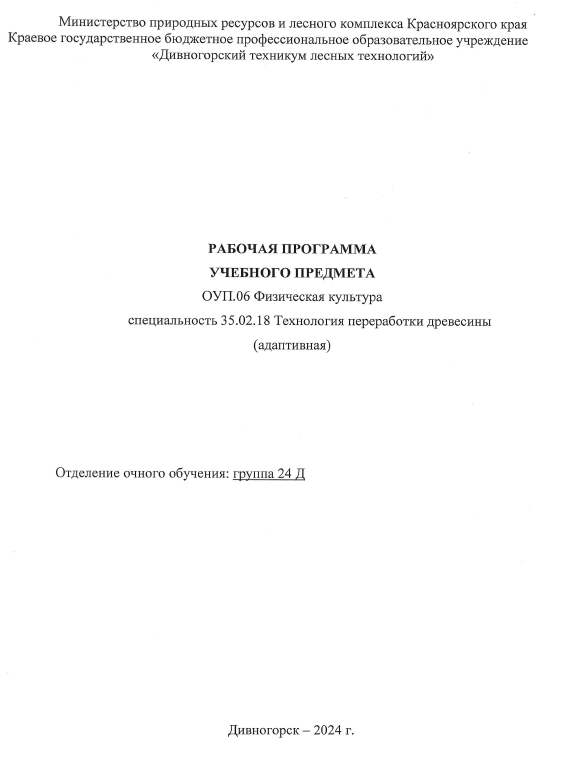 Министерство природных ресурсов и лесного комплекса Красноярского края
Краевое государственное бюджетное профессиональное образовательное учреждение
«Дивногорский техникум лесных технологий»
РАБОЧАЯ ПРОГРАММА
УЧЕБНОГО ПРЕДМЕТА
ОУП.06 Физическая культура
специальность 35.02.18 Технология переработки древесины
(адаптивная)
Отделение очного обучения: группа 24 Д
Дивногорск – 2024 г.